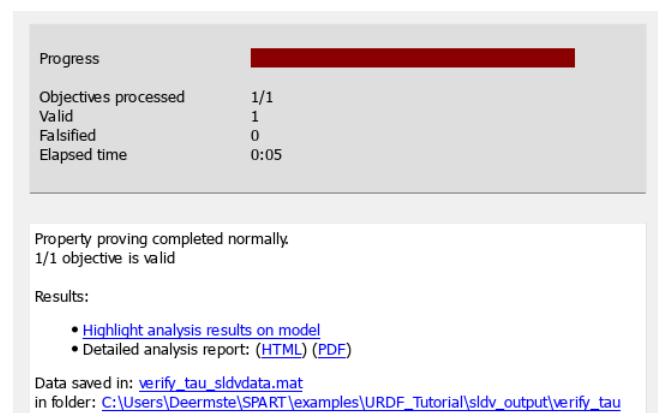 Progress
Objectives processed 1/1
Valid 1
Falsified 0
Elapsed time 0:05
Property proving completed normally.
1/1 objective is valid
Results:
• Highlight analysis results on model
• Detailed analysis report: (HTML) (PDF)
Data saved in: verify_tau_sldvdata.mat
in folder: C:\Users\Deermste\SPART\examples\URDF_Tutorial\sldv_output\verify_tau